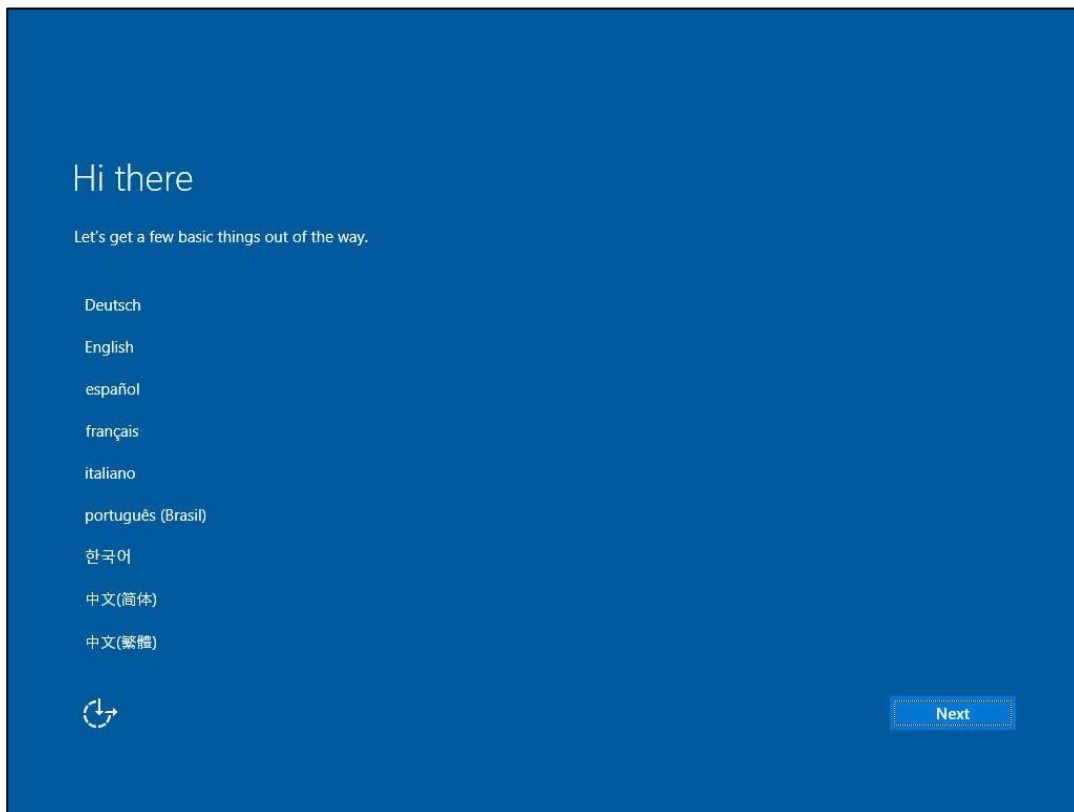 Hi there
Let's get a few basic things out of the way.
Deutsch
English
español
français
italiano
português (Brasil)
한국어
中文(简体)
中文(繁體)
Next